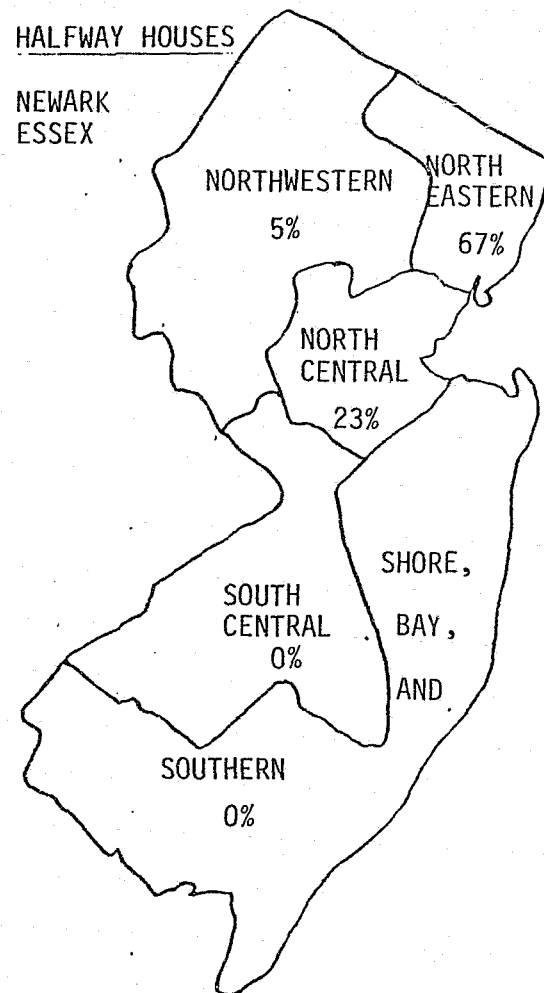 HALFWAY HOUSES
NEWARK
ESSEX
NORTHWESTERN
5%
NORTH
EASTERN
67%
NORTH
CENTRAL
23%
SHORE,
BAY,
AND
SOUTH
CENTRAL
0%
SOUTHERN
0%